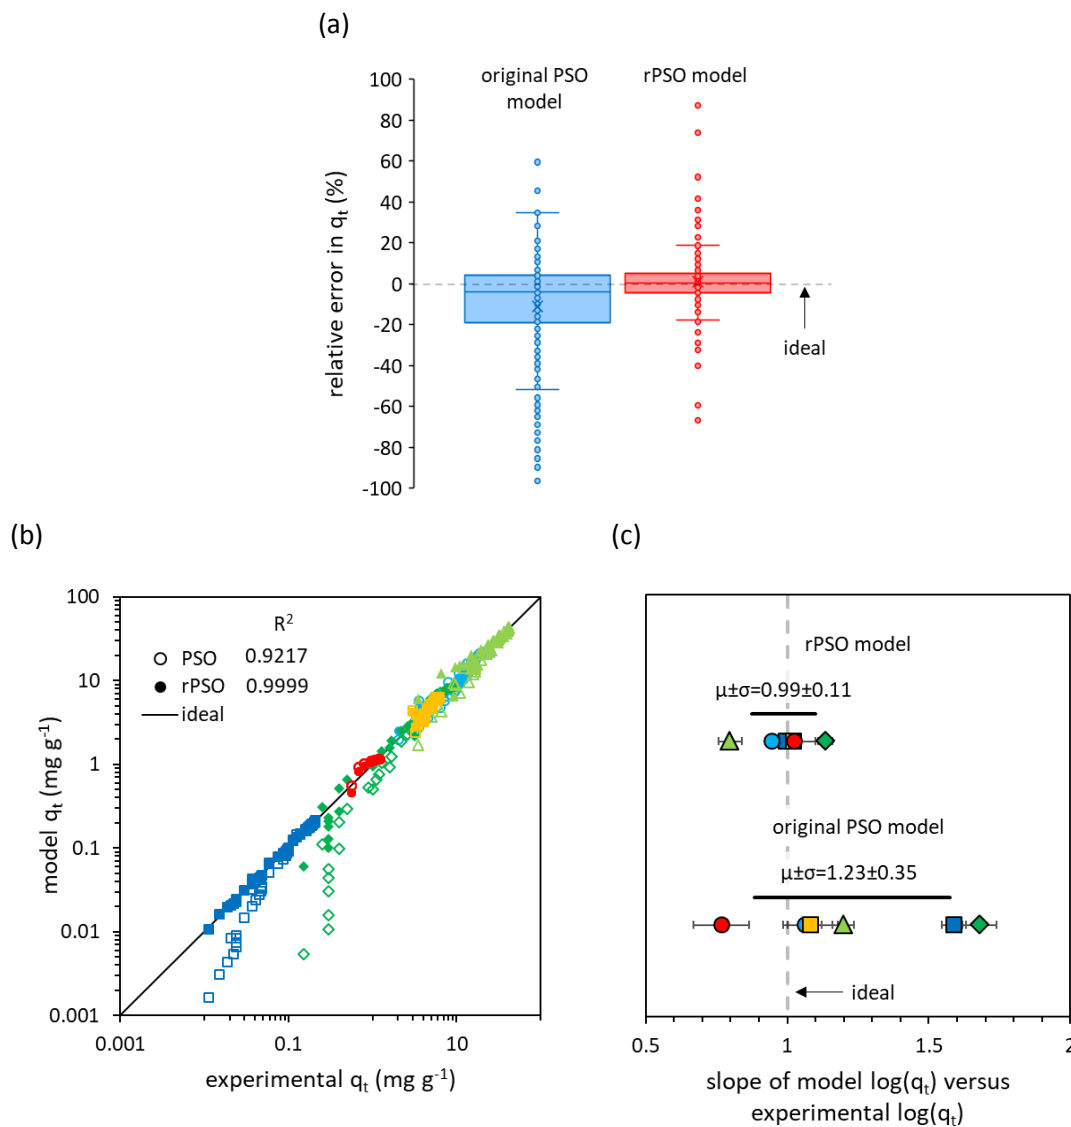 (a)
original PSO
model
rPSO model
100
80
60
40
20
0
-20
-40
-60
-80
-100
relative error in qt (%)
ideal
(b)
R2
PSO 0.9217
rPSO 0.9999
ideal
100
10
1
0.1
0.01
0.001
model qt (mg g-1)
0.001 0.1 10
experimental qt (mg g-1)
(c)
rPSO model
μ±σ=0.99±0.11
original PSO model
μ±σ=1.23±0.35
ideal
0.5 1 1.5 2
slope of model log(qt) versus
experimental log(qt)